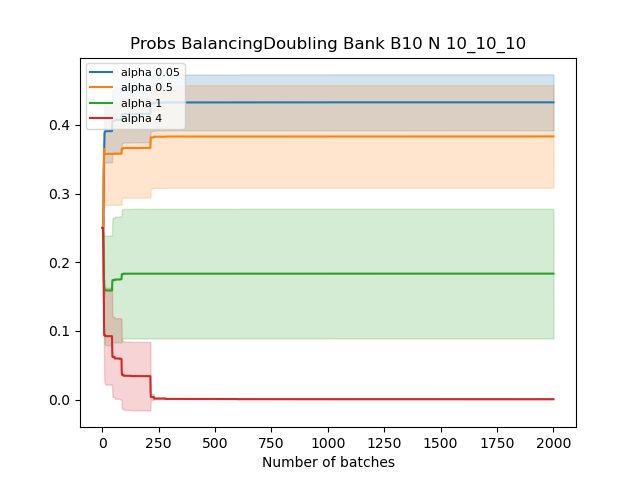 Probs BalancingDoubling Bank B10 N 10_10_10
alpha 0.05
alpha 0.5
alpha 1
alpha 4
0.4
0.3
0.2
0.1
0.0
0 250 500 750 1000 1250 1500 1750 2000
Number of batches